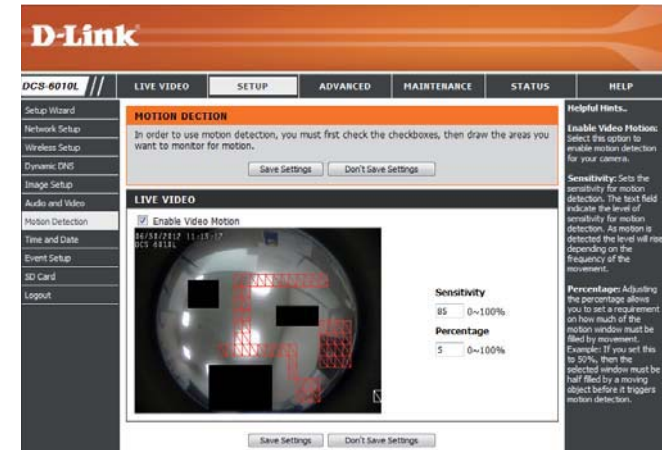 D-Link
DCS-6010L //
LIVE VIDEO
SETUP
ADVANCED
MAINTENANCE
STATUS
HELP
Setup Wizard
Network Setup
Wireless Setup
Dynamic DNS
Image Setup
Audio and Video
Motion Detection
Time and Date
Event Setup
SD Card
Logout
MOTION DECTION
In order to use motion detection, you must first check the checkboxes, then draw the areas you
want to monitor for motion.
Save Settings
Don't Save Settings
LIVE VIDEO
Enable Video Motion
DCS 6010L
Sensitivity
85 0~100%
Percentage
5 0~100%
Save Settings
Don't Save Settings
Helpful Hints..
Enable Video Motion:
Select this option to
enable motion detection
for your camera.
Sensitivity: Sets the
sensitivity for motion
detection. The text field
indicate the level of
sensitivity for motion
detection. As motion is
detected the level will rise
depending on the
frequency of the
movement.
Percentage: Adjusting
the percentage allows
you to set a requirement
on how much of the
motion window must be
filled by movement.
Example: If you set this
to 50%, then the
selected window must be
half filled by a moving
object before it triggers
motion detection.